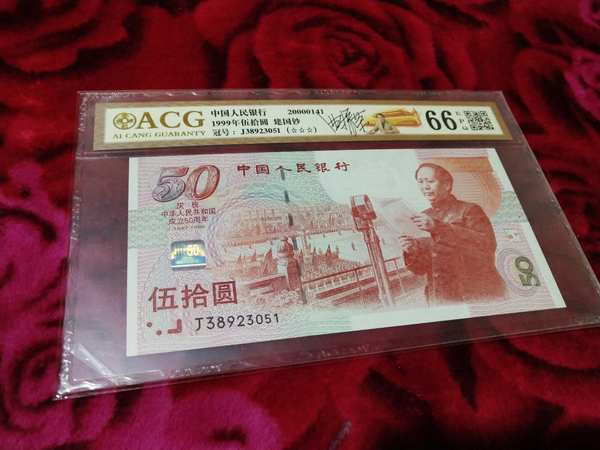 ACG
AI CANG GUARANTY
中国人民银行 20000141
1999年伍拾圆 建国钞
冠号：J38923051 (☆☆☆)
66 EPQ
50
庆祝
中华人民共和国
成立50周年
中国人民银行
伍拾圆
J38923051
50